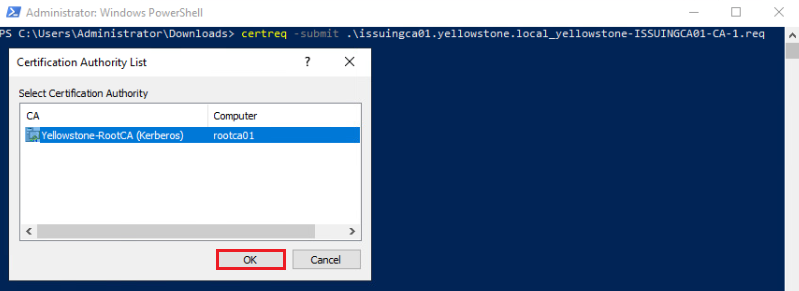 Administrator: Windows PowerShell
PS C:\Users\Administrator\Downloads> certreq -submit .\issuingca01.yellowstone.local_yellowstone-ISSUINGCA01-CA-1.req
Certification Authority List
Select Certification Authority
CA Computer
Yellowstone-RootCA (Kerberos) rootca01
OK Cancel